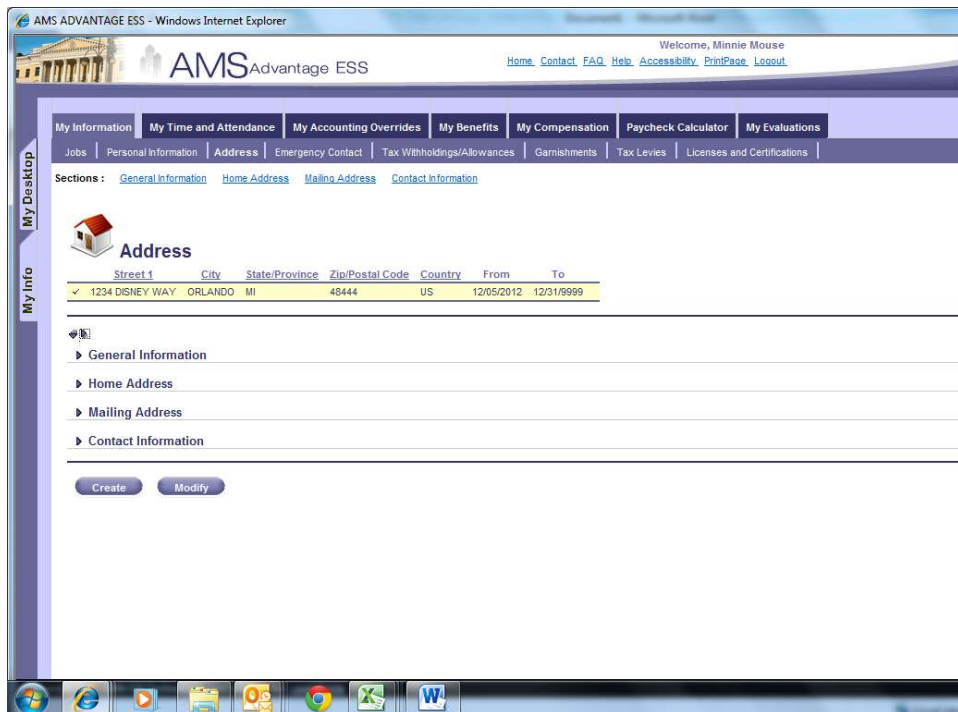 AMS ADVANTAGE ESS - Windows Internet Explorer
AMS Advantage ESS
Welcome, Minnie Mouse
Home Contact FAQ Help Accessibility PrintPage Logout
My Information My Time and Attendance My Accounting Overrides My Benefits My Compensation Paycheck Calculator My Evaluations
Jobs Personal Information Address Emergency Contact Tax Withholdings/Allowances Garnishments Tax Levies Licenses and Certifications
Sections : General Information Home Address Mailing Address Contact Information
My Desktop
My Info
Address
Street 1 City State/Province Zip/Postal Code Country From To
1234 DISNEY WAY ORLANDO MI 48444 US 12/05/2012 12/31/9999
General Information
Home Address
Mailing Address
Contact Information
Create Modify